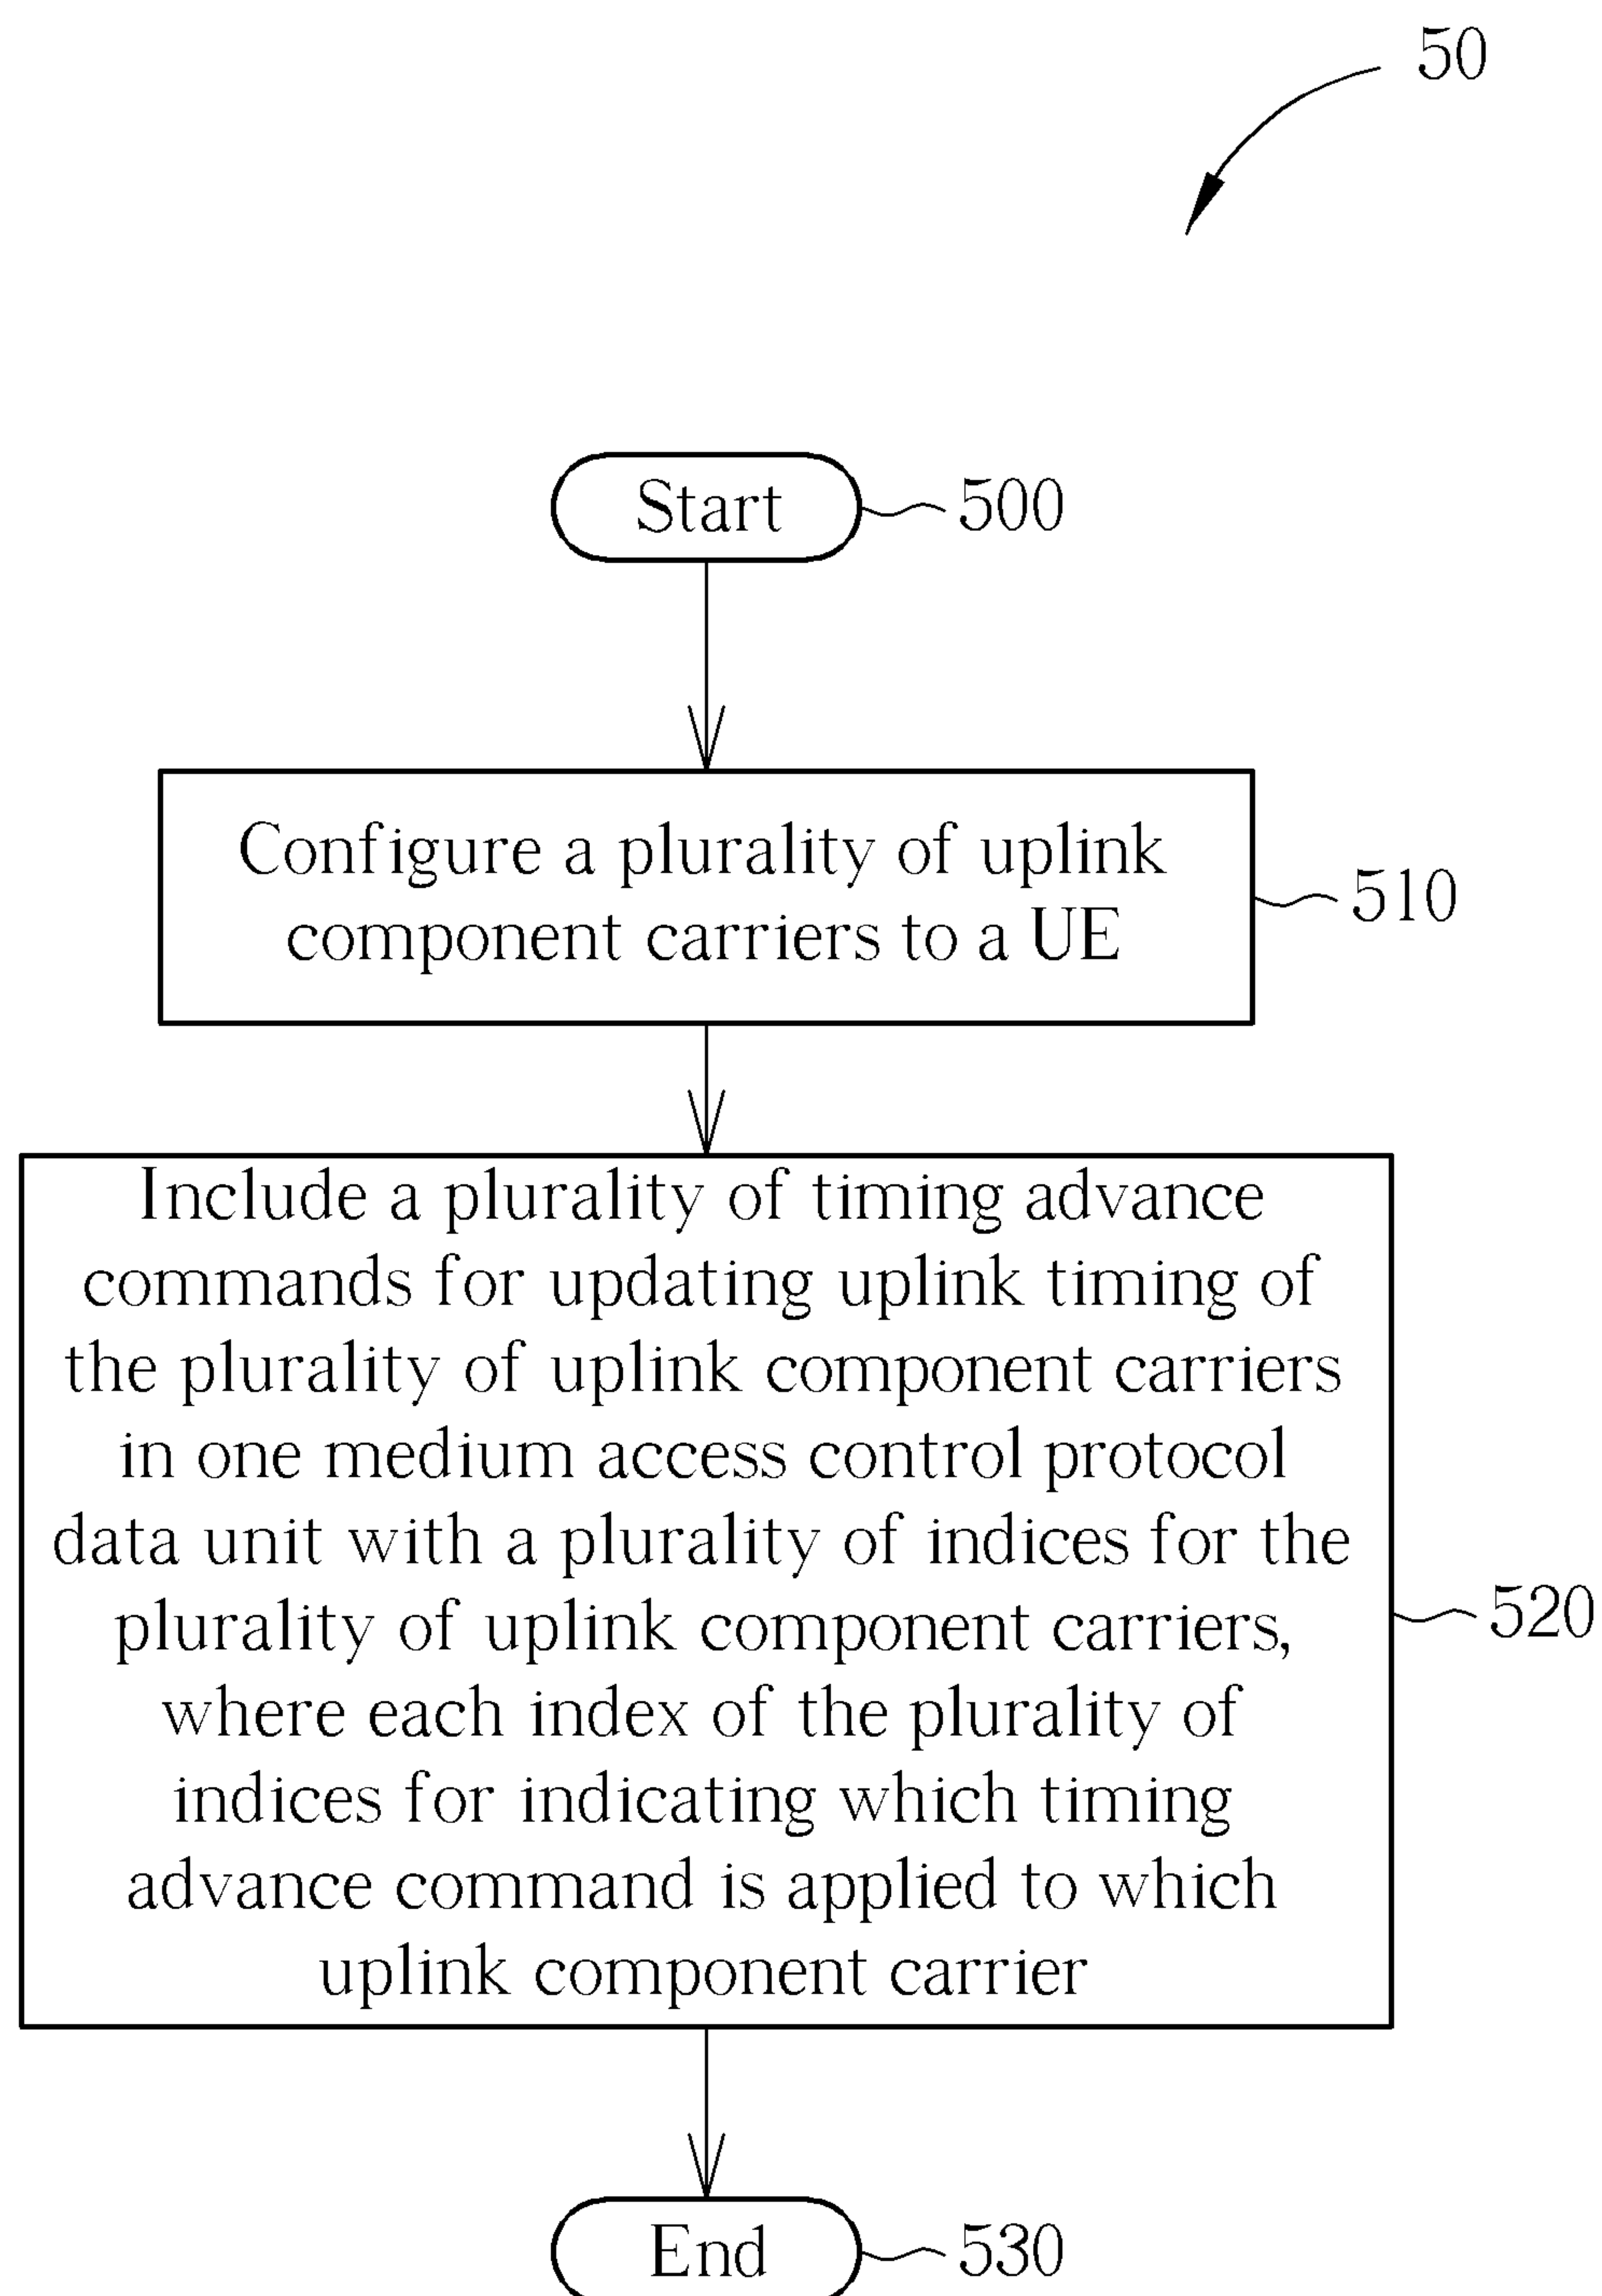 50
Start
500
Configure a plurality of uplink
component carriers to a UE
510
Include a plurality of timing advance
commands for updating uplink timing of
the plurality of uplink component carriers
in one medium access control protocol
data unit with a plurality of indices for the
plurality of uplink component carriers,
where each index of the plurality of
indices for indicating which timing
advance command is applied to which
uplink component carrier
520
End
530